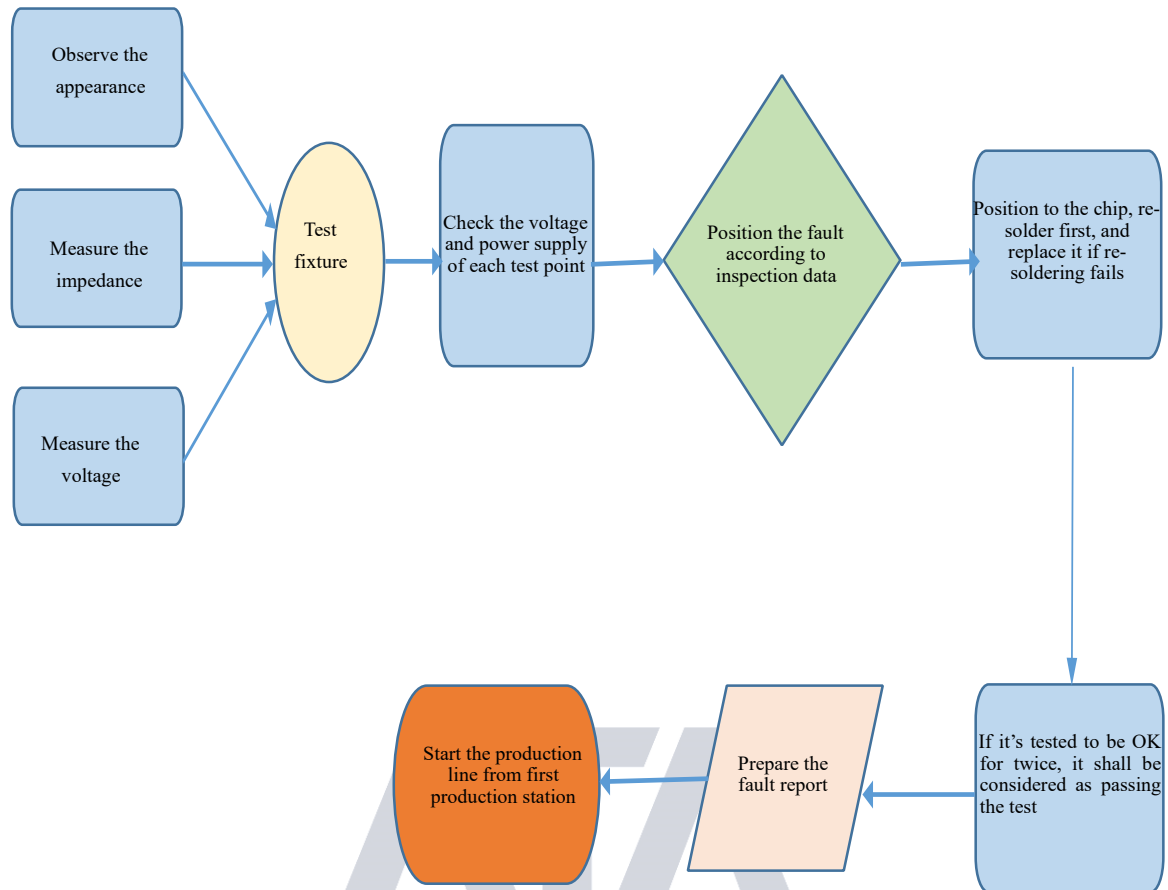 Observe the
appearance
Measure the
impedance
Measure the
voltage
Test
fixture
Check the voltage
and power supply
of each test point
Position the fault
according to
inspection data
Position to the chip, re-
solder first, and
replace it if re-
soldering fails
If it's tested to be OK
for twice, it shall be
considered as passing
the test
Prepare the
fault report
Start the production
line from first
production station